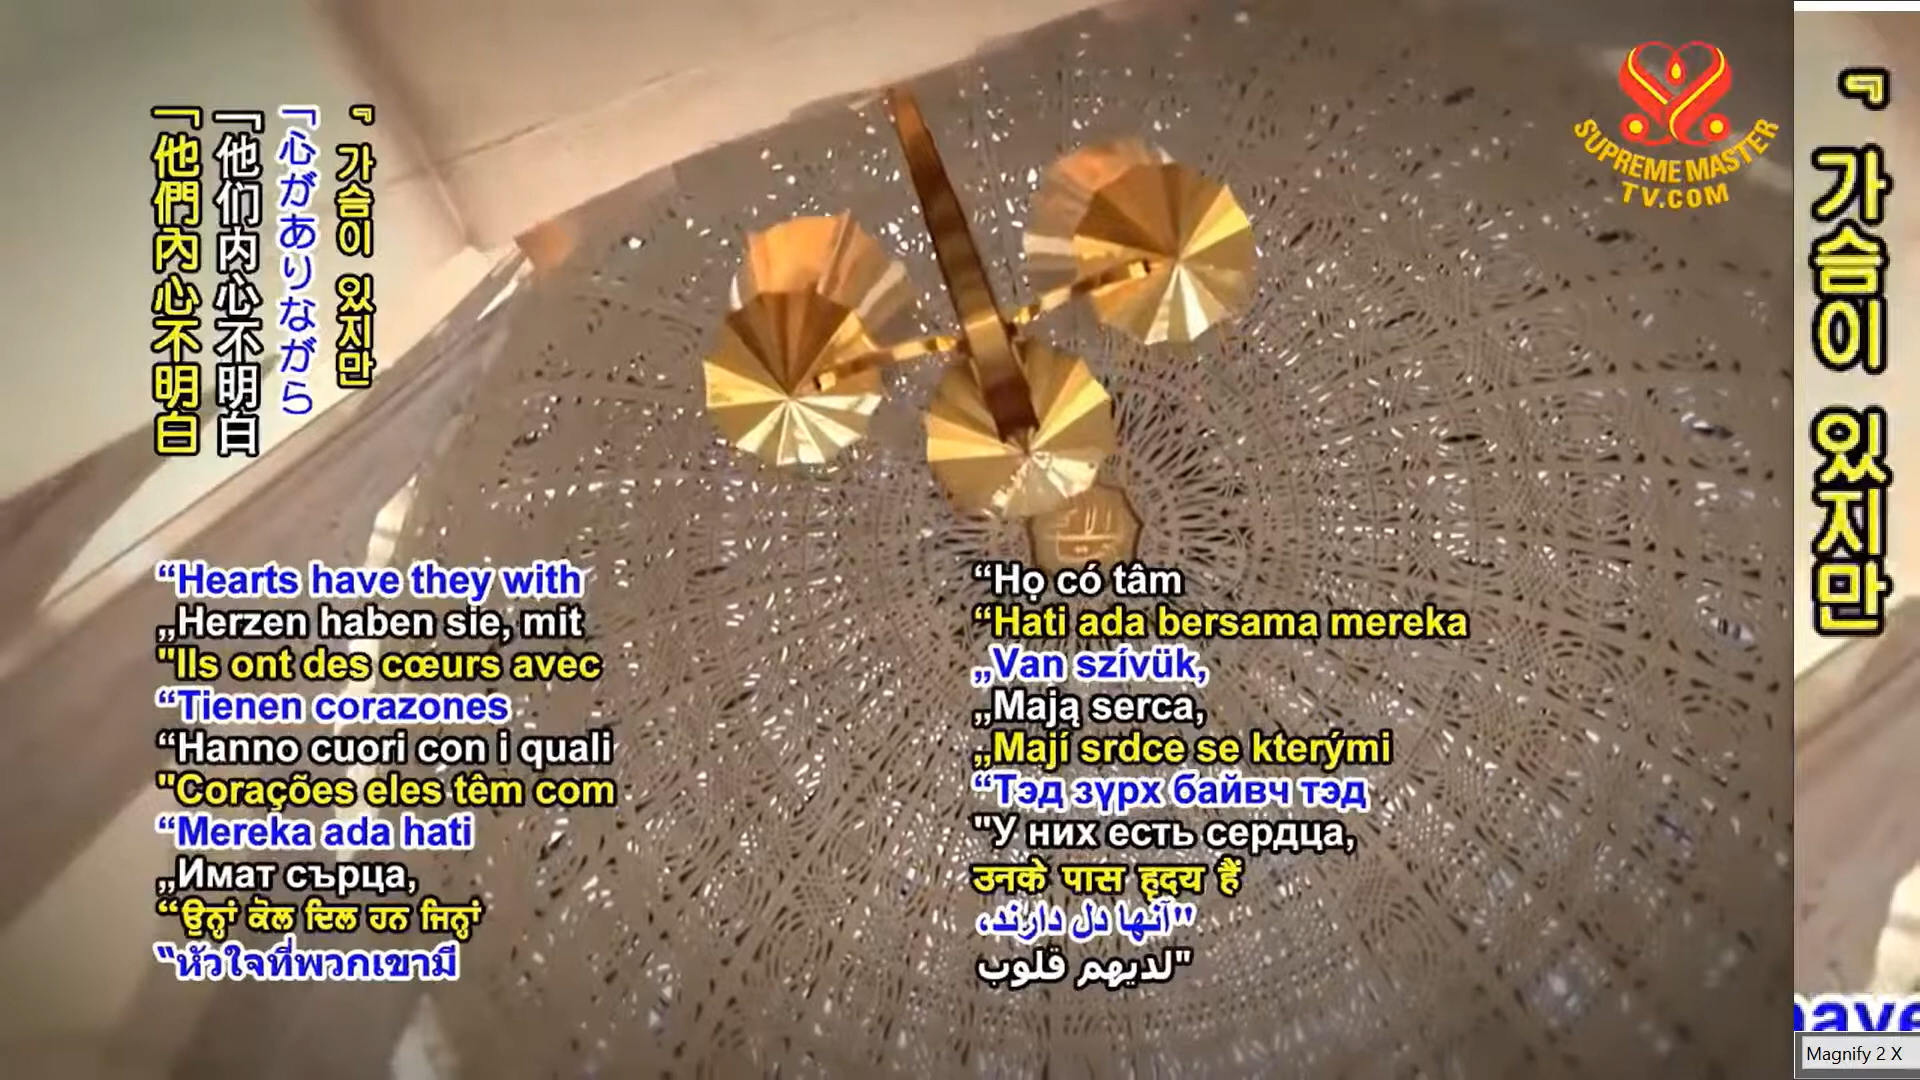 『 가슴이 있지만
「心がありながら
「他们内心不明白
「他們內心不明白
SUPREME MASTER
TV.COM
“Hearts have they with
„Herzen haben sie, mit
"Ils ont des cœurs avec
“Tienen corazones
“Hanno cuori con i quali
"Corações eles têm com
“Mereka ada hati
„Имат сърца,
“ਉਨ੍ਹਾਂ ਕੋਲ ਦਿਲ ਹਨ ਜਿਨ੍ਹਾਂ
“หัวใจที่พวกเขามี
“Họ có tâm
“Hati ada bersama mereka
„Van szívük,
„Mają serca,
„Mají srdce se kterými
“Тэд зүрх байвч тэд
"У них есть сердца,
उनके पास हृदय हैं
"آنها دل دارند،
"لديهم قلوب
『 가슴이 있지만
have
Magnify 2 X